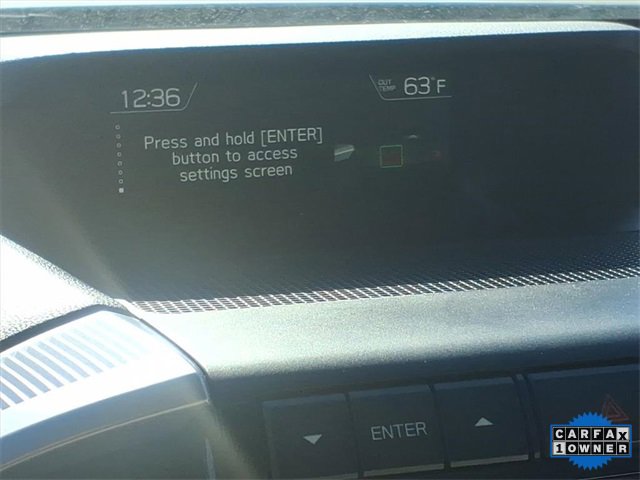 12:36
OUT
TEMP 63°F
Press and hold [ENTER]
button to access
settings screen
ENTER
CARFAX
1 OWNER